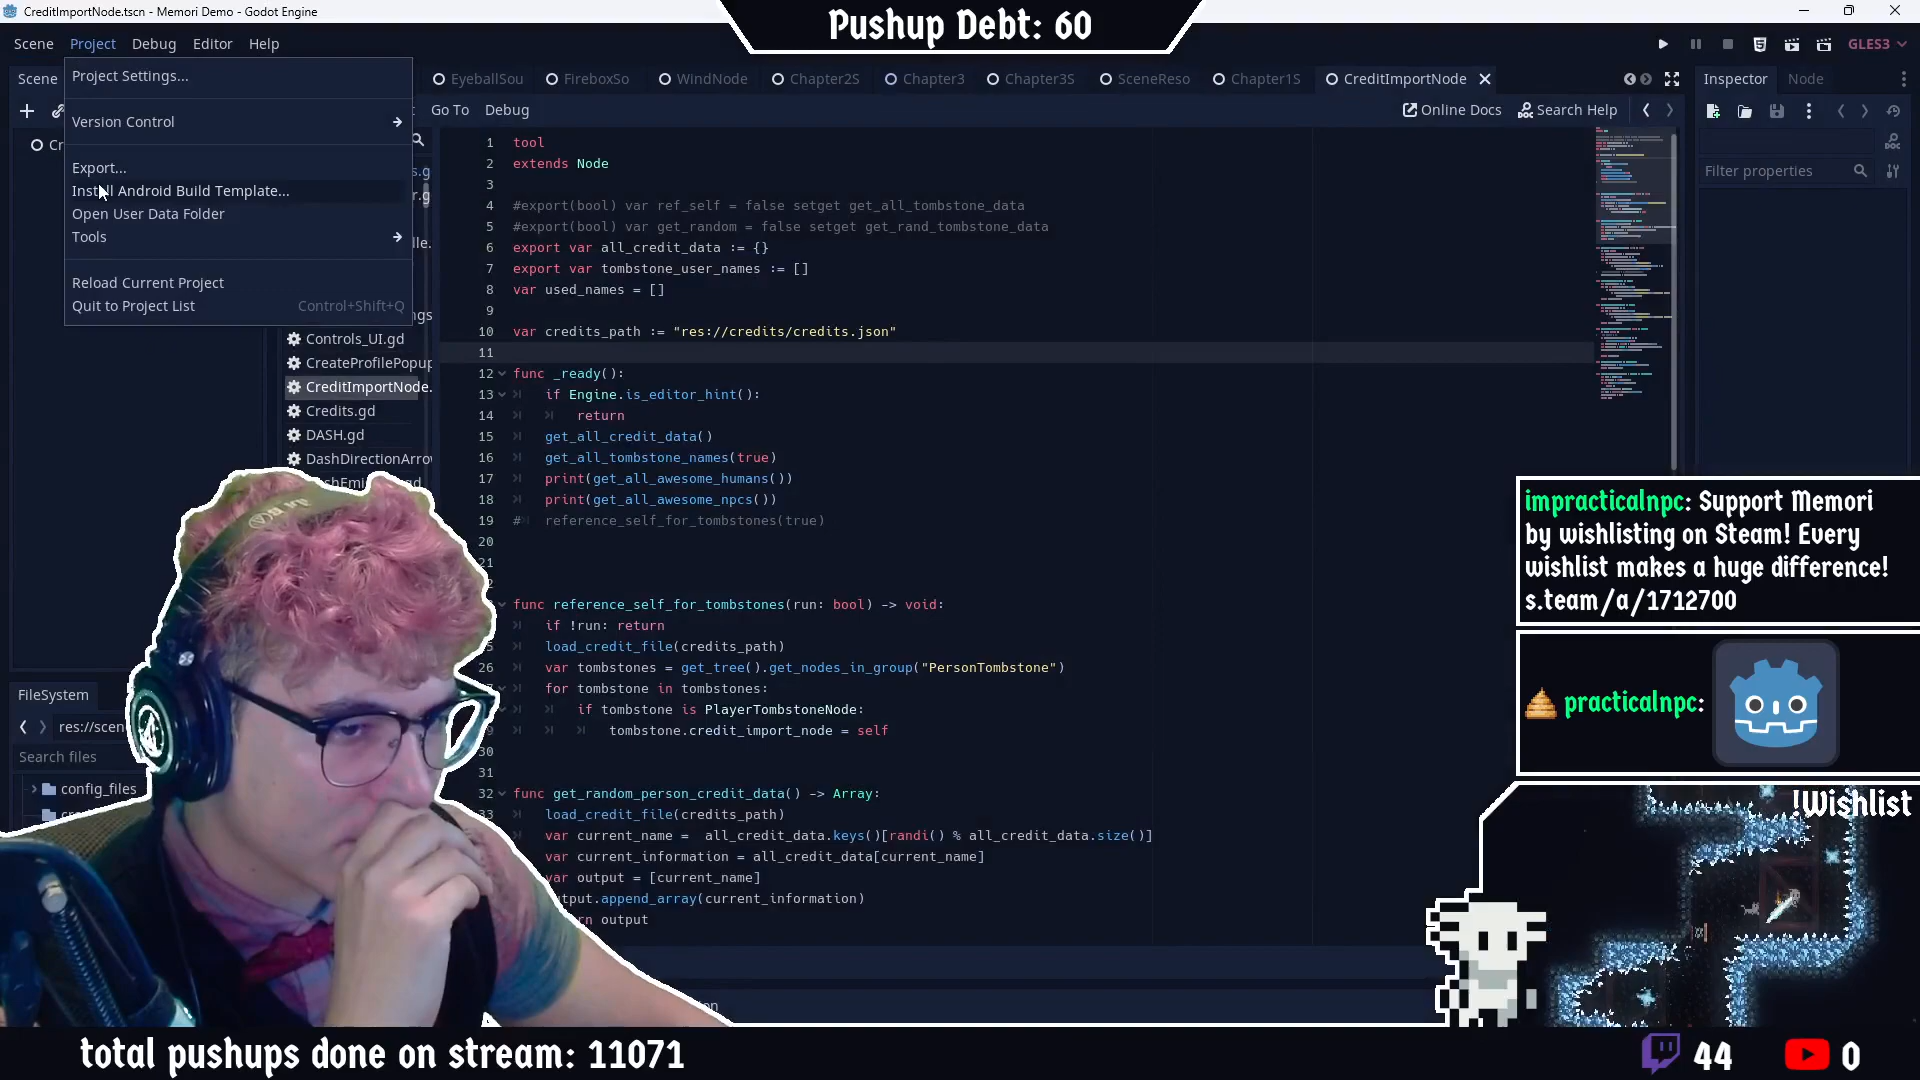 CreditImportNode.tscn - Memori Demo - Godot Engine
Pushup Debt: 60
Scene Project Debug Editor Help
GLES3
Scene
Project Settings...
Version Control
Export...
Install Android Build Template...
Open User Data Folder
Tools
Reload Current Project
Quit to Project List Control+Shift+Q
EyeballSou FireboxSo WindNode Chapter2S Chapter3 Chapter3S SceneReso Chapter1S CreditImportNode
Inspector Node
Go To Debug
Online Docs Search Help
Filter properties
Controls_UI.gd
CreateProfilePopup
CreditImportNode.
Credits.gd
DASH.gd
DashDirectionArro
1 tool
2 extends Node
3
4 #export(bool) var ref_self = false setget get_all_tombstone_data
5 #export(bool) var get_random = false setget get_rand_tombstone_data
6 export var all_credit_data := {}
7 export var tombstone_user_names := []
8 var used_names = []
9
10 var credits_path := "res://credits/credits.json"
11
12 func _ready():
13 if Engine.is_editor_hint():
14 return
15 get_all_credit_data()
16 get_all_tombstone_names(true)
17 print(get_all_awesome_humans())
18 print(get_all_awesome_npcs())
19 # reference_self_for_tombstones(true)
20
21
func reference_self_for_tombstones(run: bool) -> void:
if !run: return
load_credit_file(credits_path)
26 var tombstones = get_tree().get_nodes_in_group("PersonTombstone")
for tombstone in tombstones:
if tombstone is PlayerTombstoneNode:
tombstone.credit_import_node = self
30
31
32 func get_random_person_credit_data() -> Array:
33 load_credit_file(credits_path)
var current_name = all_credit_data.keys()[randi() % all_credit_data.size()]
var current_information = all_credit_data[current_name]
var output = [current_name]
output.append_array(current_information)
output
FileSystem
res://scen
Search files
config_files
impracticalnpc: Support Memori
by wishlisting on Steam! Every
wishlist makes a huge difference!
s.team/a/1712700
practicalnpc:
!Wishlist
total pushups done on stream: 11071
44
0